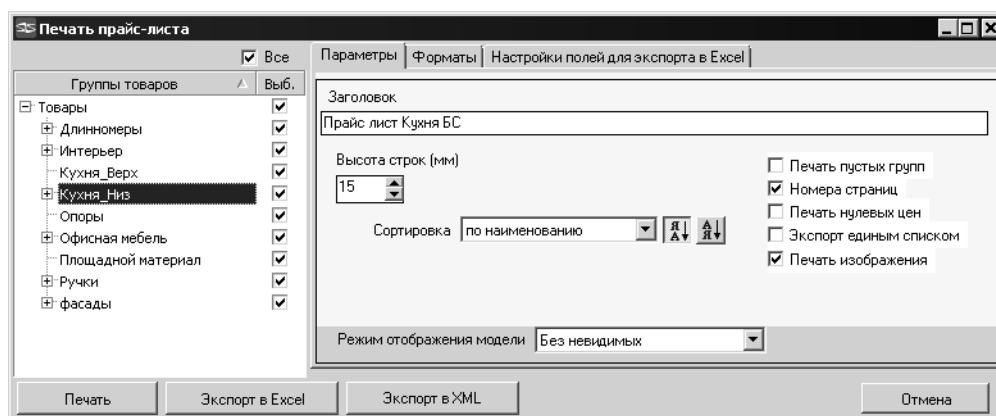 Печать прайс-листа
Все
Группы товаров Выб.
Товары
Длинномеры
Интерьер
Кухня_Верх
Кухня_Низ
Опоры
Офисная мебель
Площадной материал
Ручки
фасады
Параметры Форматы Настройки полей для экспорта в Excel
Заголовок
Прайс лист Кухня БС
Высота строк (мм)
15
Сортировка по наименованию Я А А Я
Печать пустых групп
Номера страниц
Печать нулевых цен
Экспорт единым списком
Печать изображения
Режим отображения модели Без невидимых
Печать Экспорт в Excel Экспорт в XML Отмена